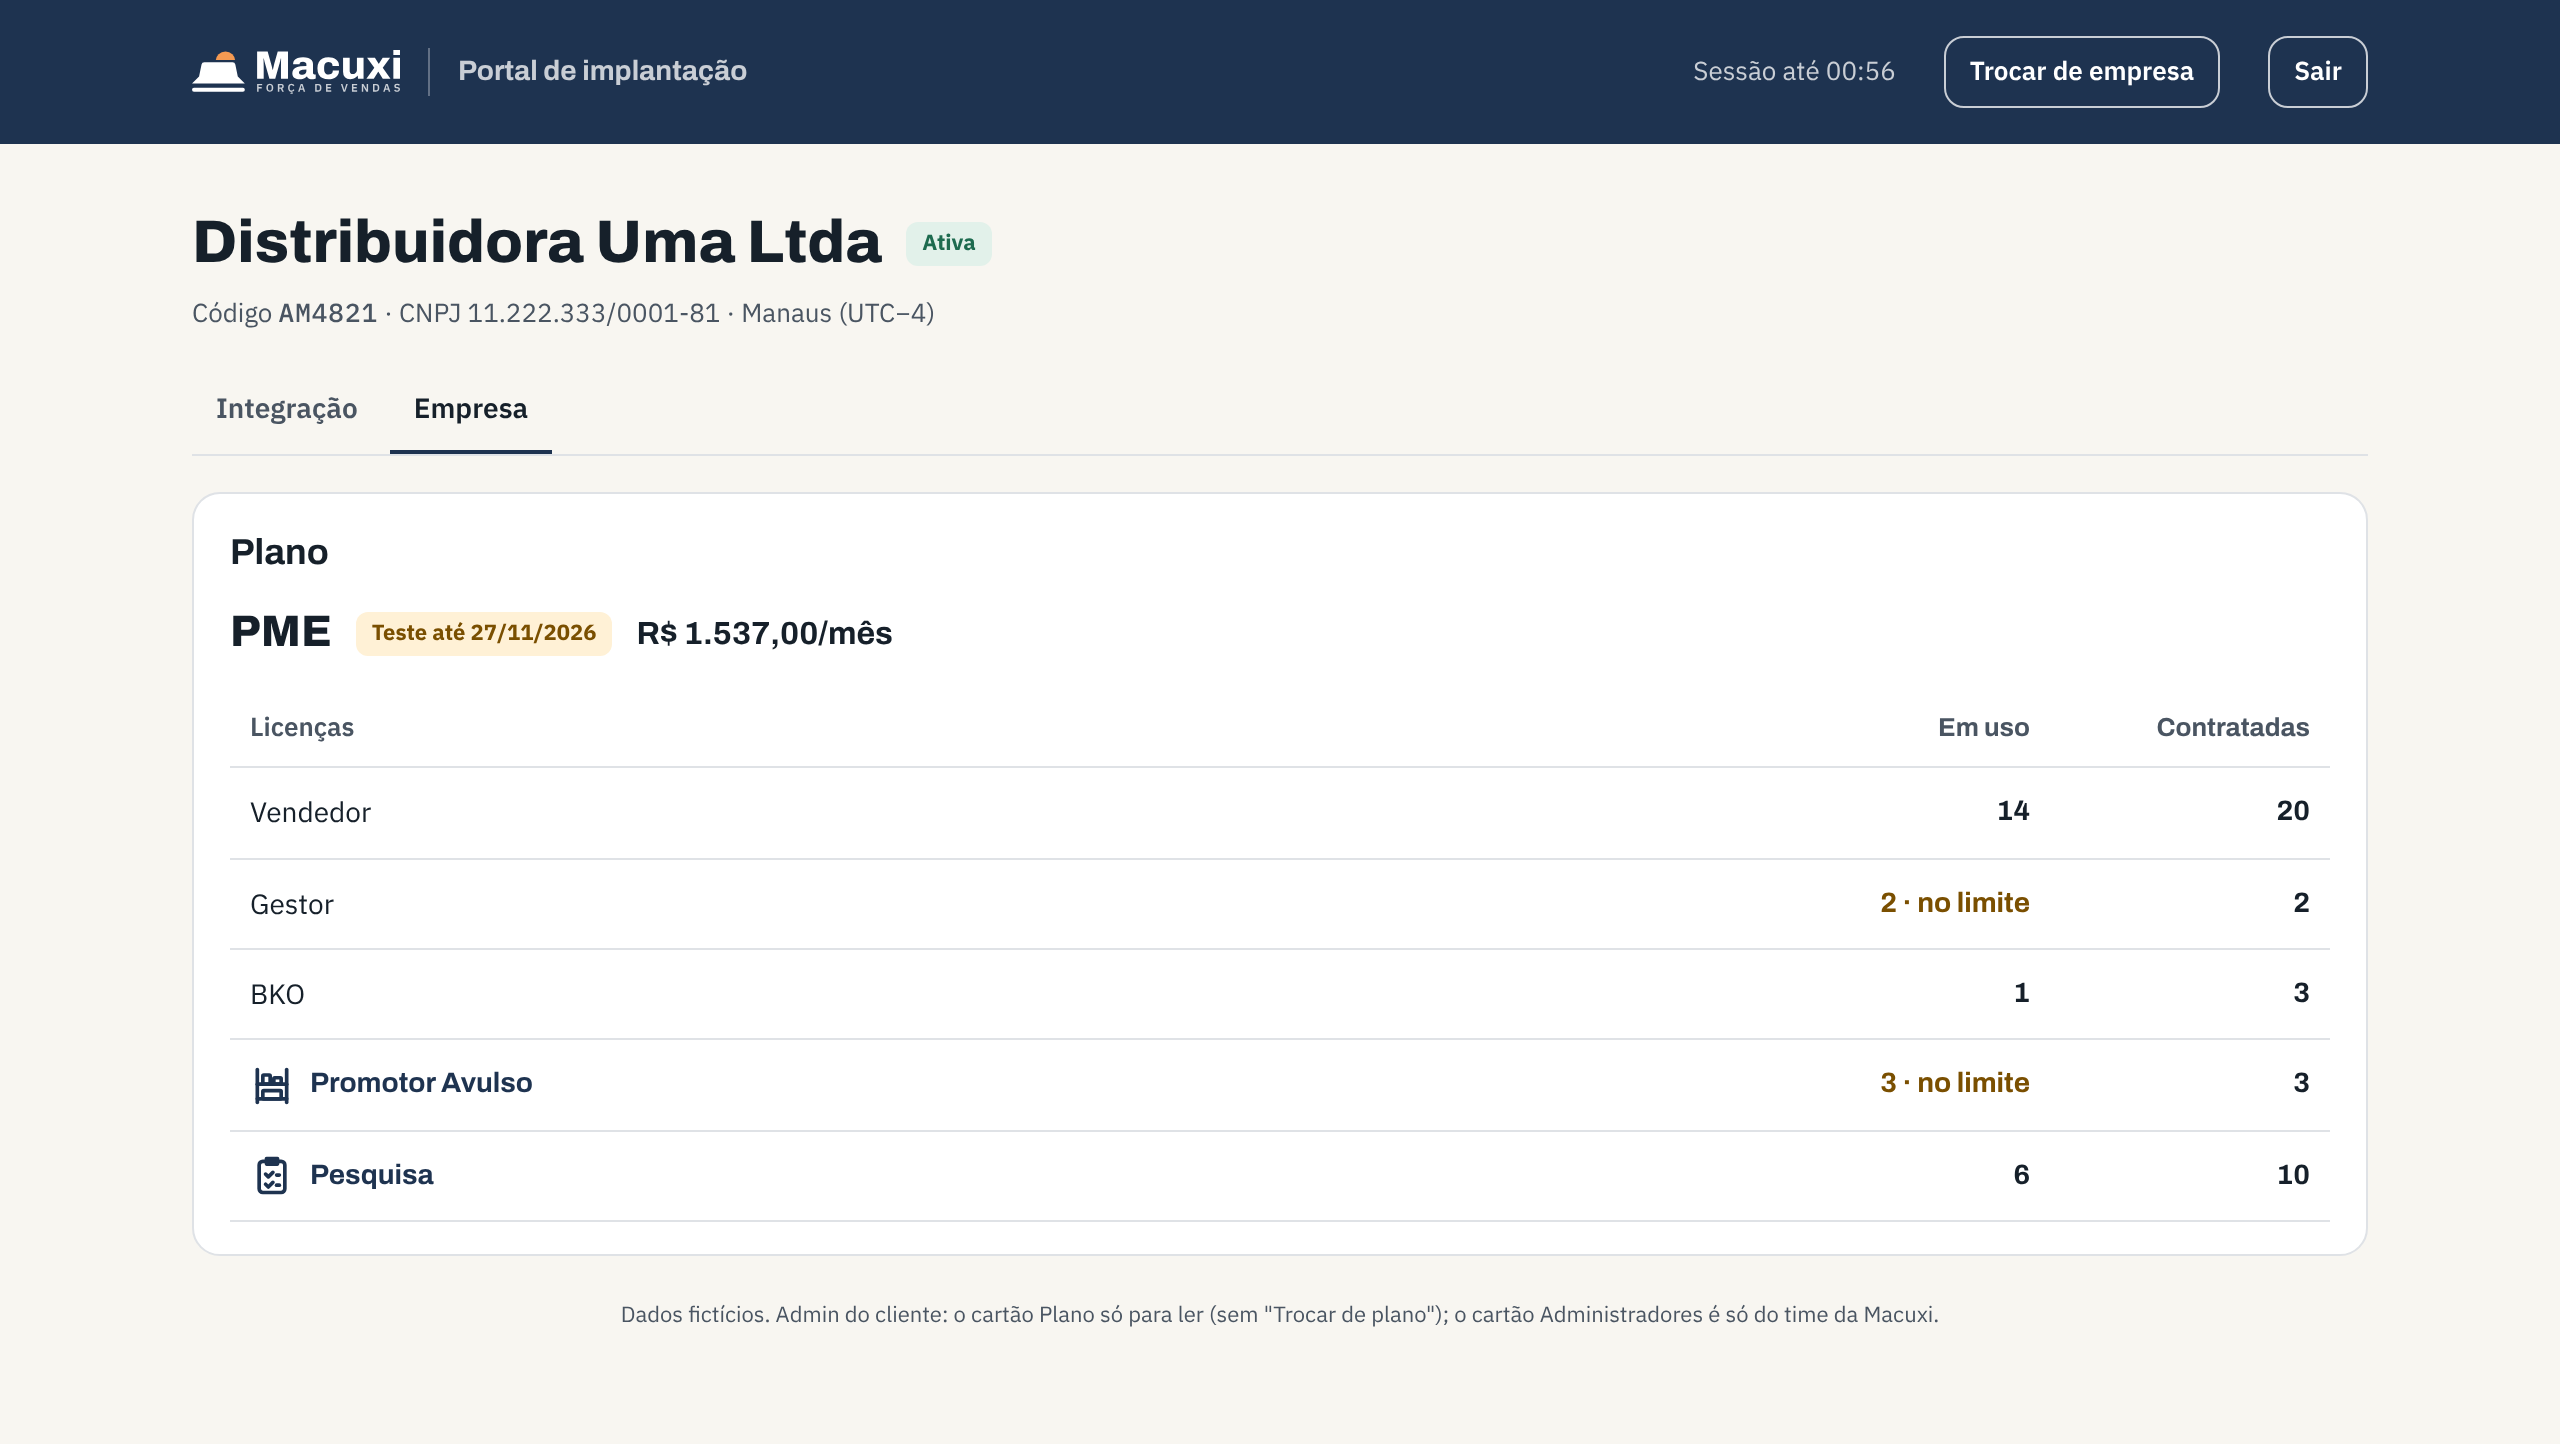 Macuxi
FORÇA DE VENDAS
Portal de implantação
Sessão até 00:56
Trocar de empresa
Sair
Distribuidora Uma Ltda
Ativa
Código AM4821 · CNPJ 11.222.333/0001-81 · Manaus (UTC−4)
Integração
Empresa
Plano
PME
Teste até 27/11/2026
R$ 1.537,00/mês
Licenças Em uso Contratadas
Vendedor 14 20
Gestor 2 · no limite 2
BKO 1 3
Promotor Avulso 3 · no limite 3
Pesquisa 6 10
Dados fictícios. Admin do cliente: o cartão Plano só para ler (sem "Trocar de plano"); o cartão Administradores é só do time da Macuxi.